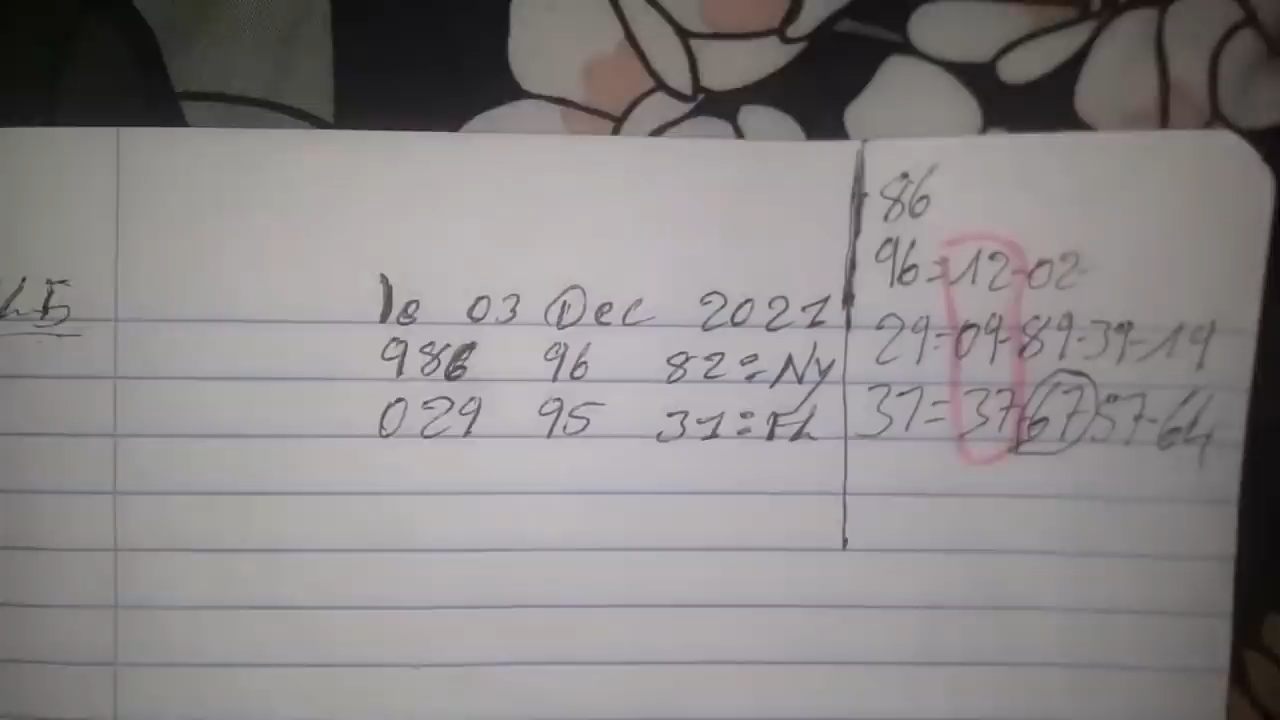 le 03 Dec 2021
986 96 82=Ny
029 95 31=FL
86
96=12-02
29=09-89-39-19
31=37-67-57-64